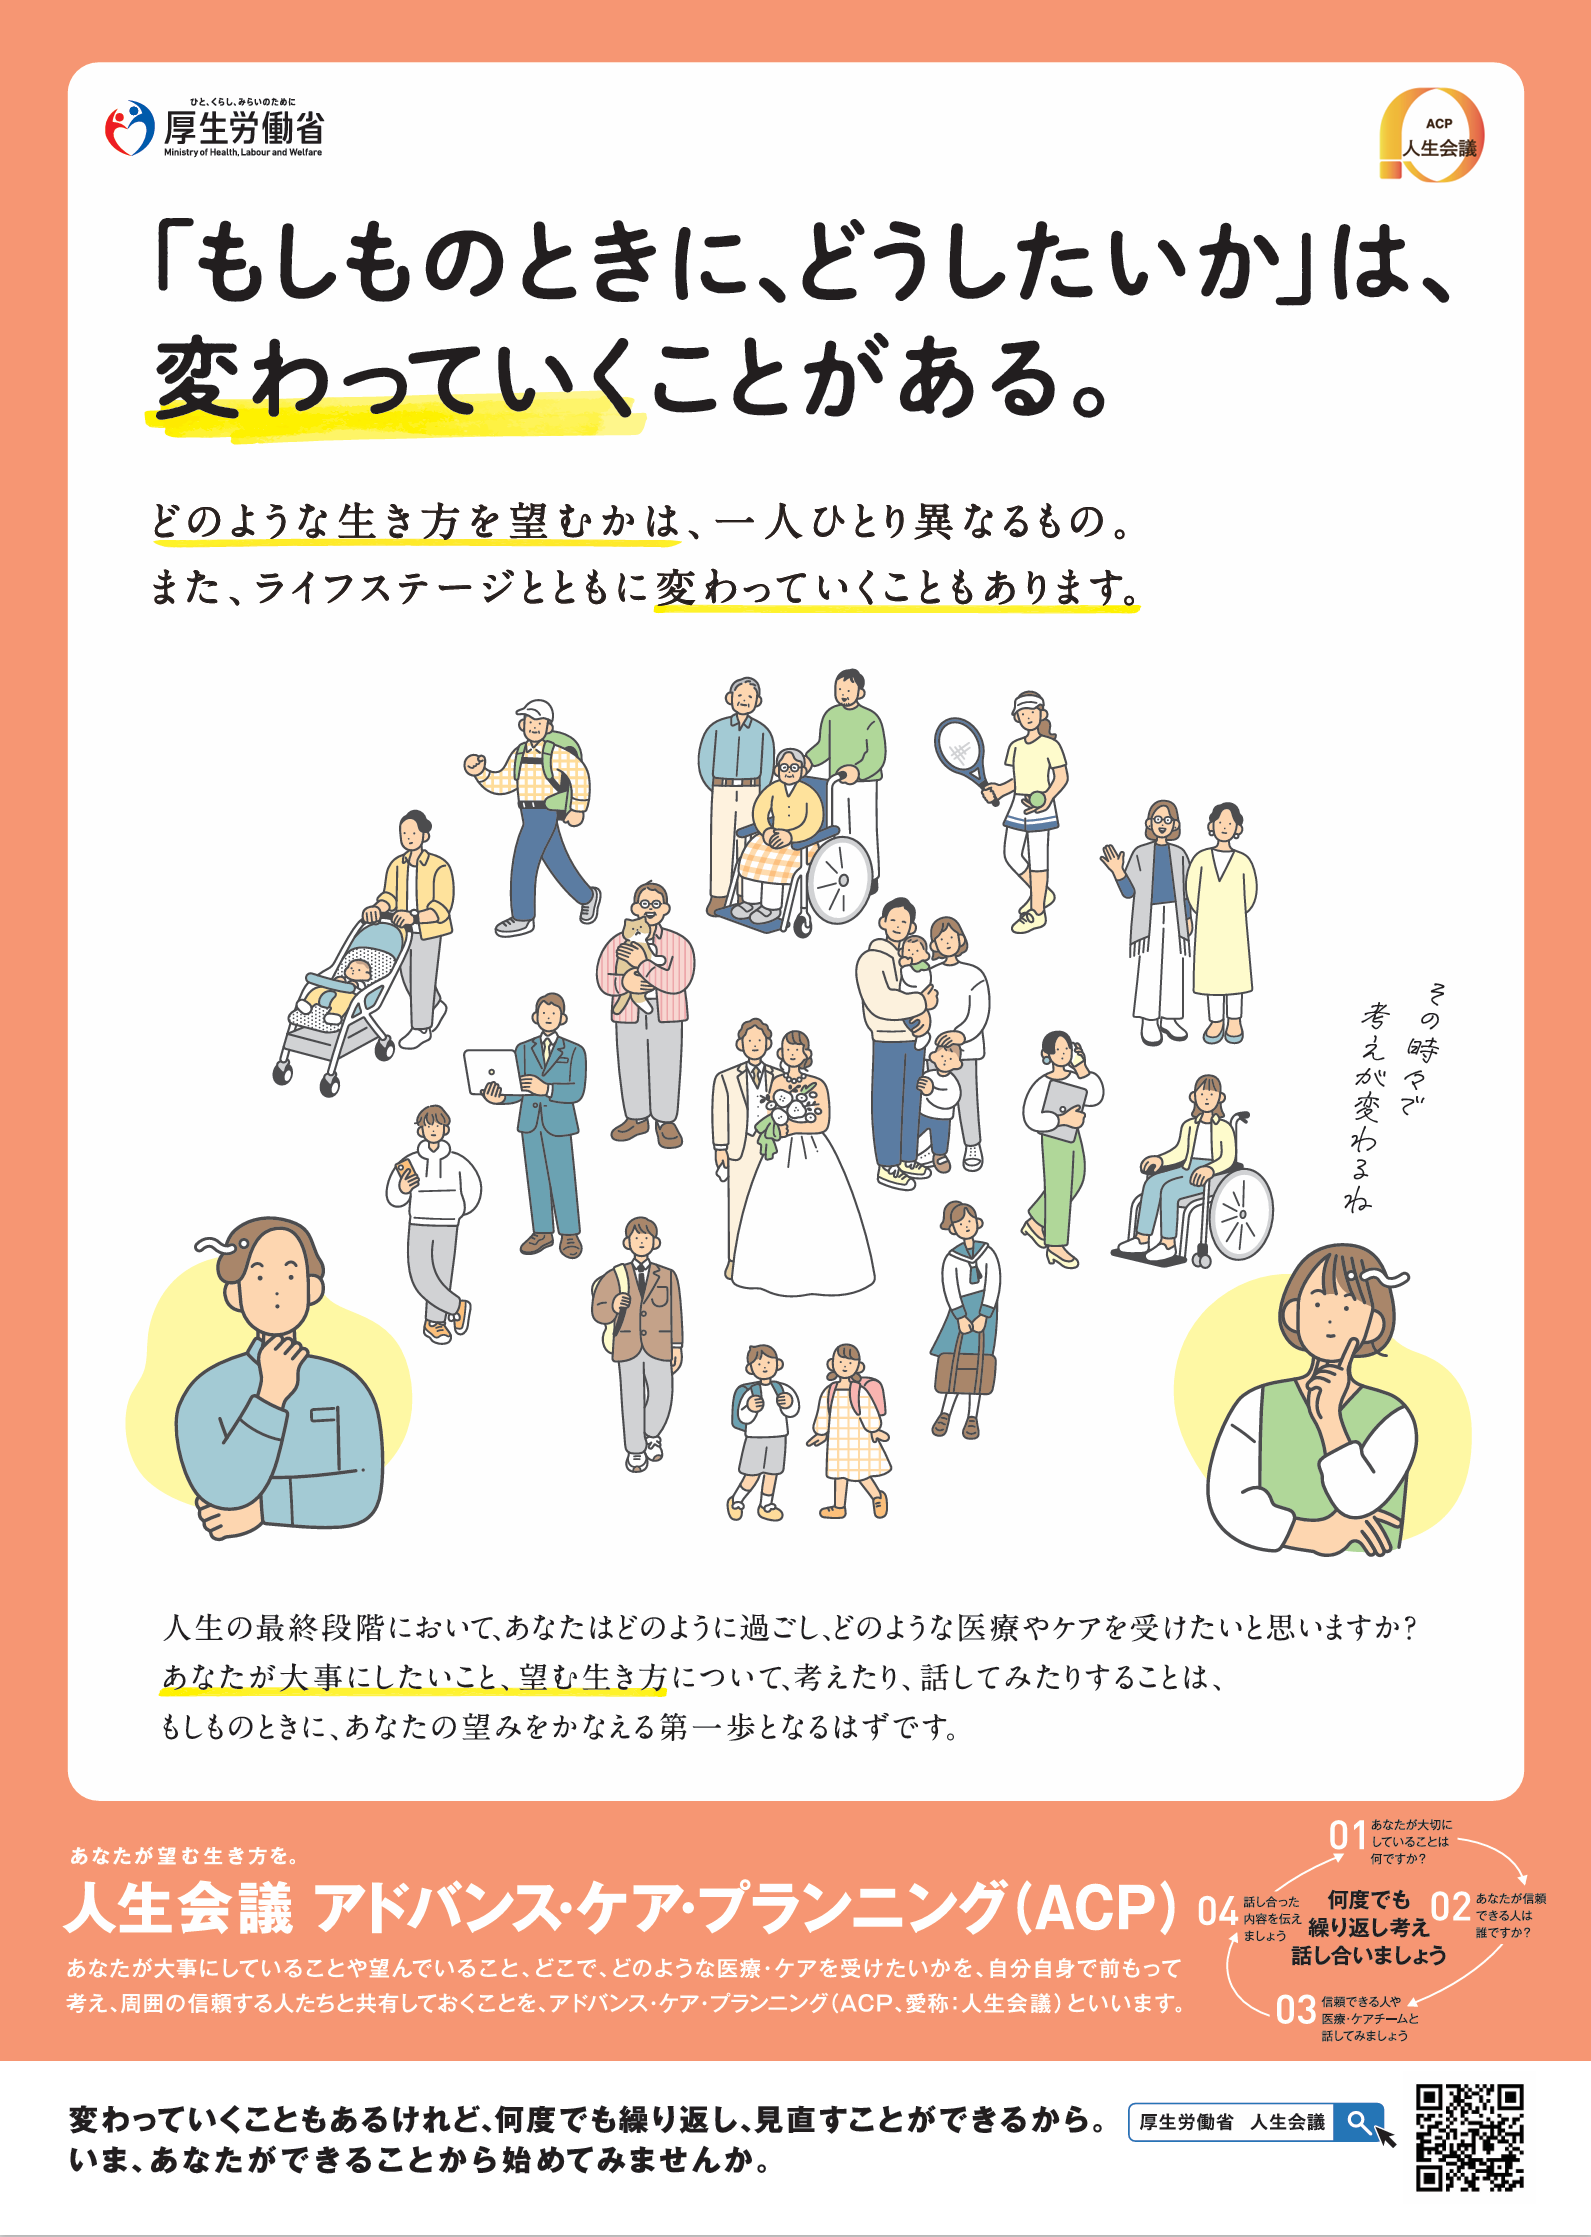 ひと、くらし、みらいのために
厚生労働省
Ministry of Health, Labour and Welfare
ACP
人生会議
「もしものときに、どうしたいか」は、
変わっていくことがある。
どのような生き方を望むかは、一人ひとり異なるもの。
また、ライフステージとともに変わっていくこともあります。
その時々で
考えが変わるね
人生の最終段階において、あなたはどのように過ごし、どのような医療やケアを受けたいと思いますか？
あなたが大事にしたいこと、望む生き方について、考えたり、話してみたりすることは、
もしものときに、あなたの望みをかなえる第一歩となるはずです。
あなたが望む生き方を。
人生会議 アドバンス・ケア・プランニング（ACP）
あなたが大事にしていることや望んでいること、どこで、どのような医療・ケアを受けたいかを、自分自身で前もって
考え、周囲の信頼する人たちと共有しておくことを、アドバンス・ケア・プランニング（ACP、愛称：人生会議）といいます。
01 あなたが大切に
していることは
何ですか？
02 あなたが信頼
できる人は
誰ですか？
03 信頼できる人や
医療・ケアチームと
話してみましょう
04 話し合った
内容を伝え
ましょう
何度でも
繰り返し考え
話し合いましょう
変わっていくこともあるけれど、何度でも繰り返し、見直すことができるから。
いま、あなたができることから始めてみませんか。
厚生労働省　人生会議